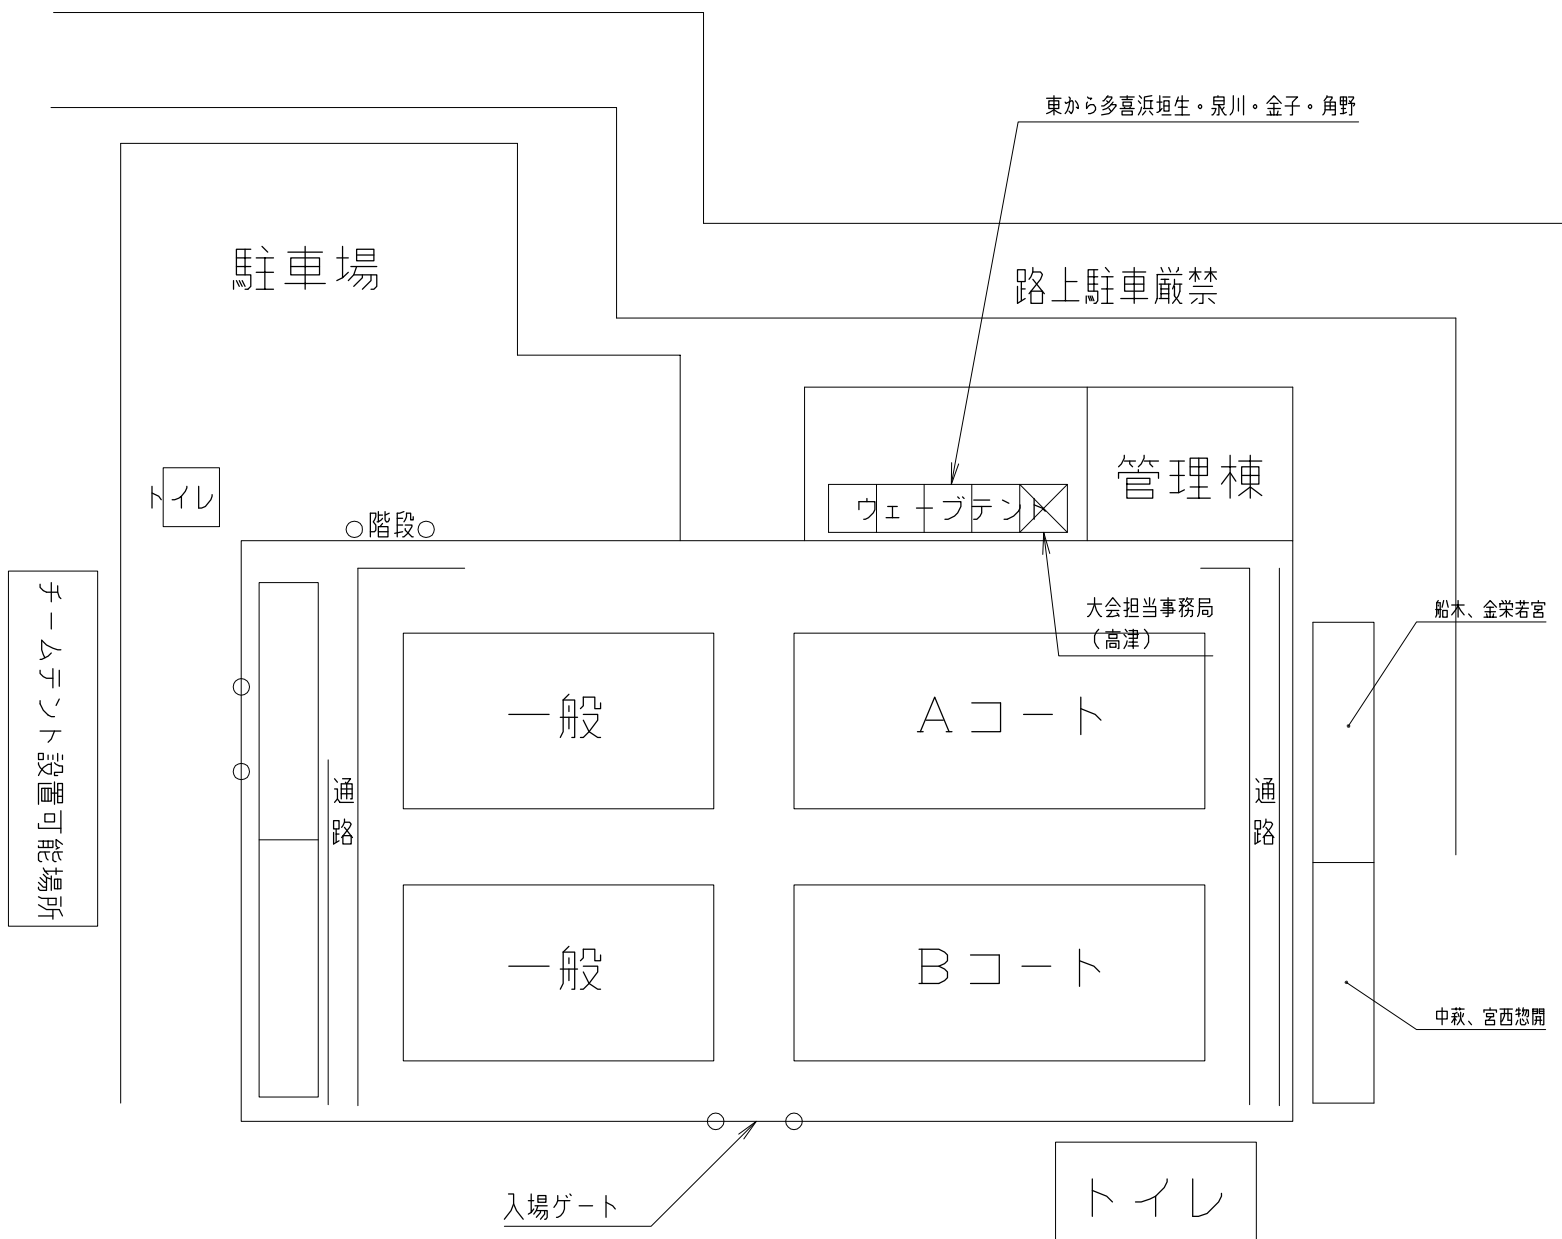 東から多喜浜垣生・泉川・金子・角野
駐車場
路上駐車厳禁
管理棟
トイレ
ウェーブテント
○階段○
チームテント設置可能場所
大会担当事務局
（高津）
船木、金栄若宮
一般
Aコート
通路
通路
一般
Bコート
中萩、宮西惣開
入場ゲート
トイレ